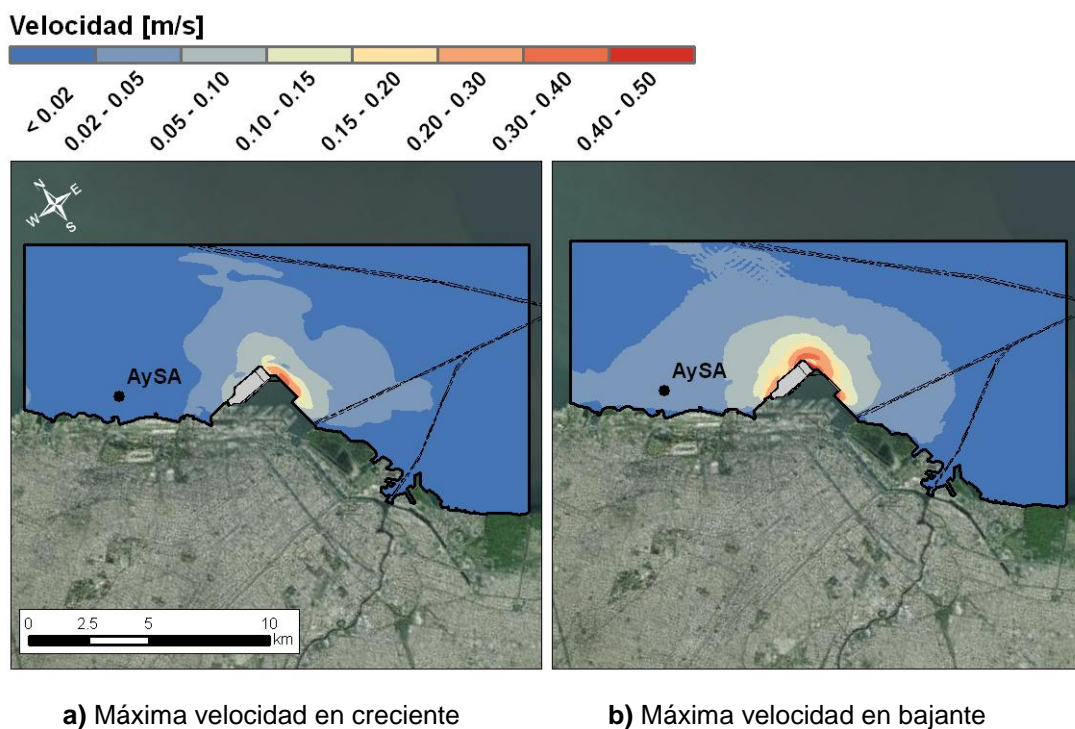 Velocidad [m/s]
< 0.02
0.02 - 0.05
0.05 - 0.10
0.10 - 0.15
0.15 - 0.20
0.20 - 0.30
0.30 - 0.40
0.40 - 0.50
N
E
W
S
AySA
0 2.5 5 10
km
AySA
a) Máxima velocidad en creciente
b) Máxima velocidad en bajante